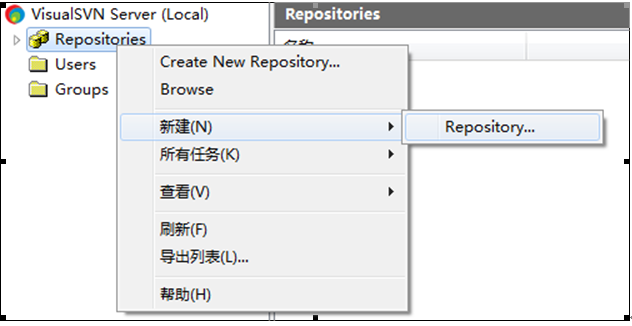 VisualSVN Server (Local)
Repositories
Users
Groups
Repositories
Create New Repository...
Browse
新建(N)
所有任务(K)
查看(V)
刷新(F)
导出列表(L)...
帮助(H)
Repository...